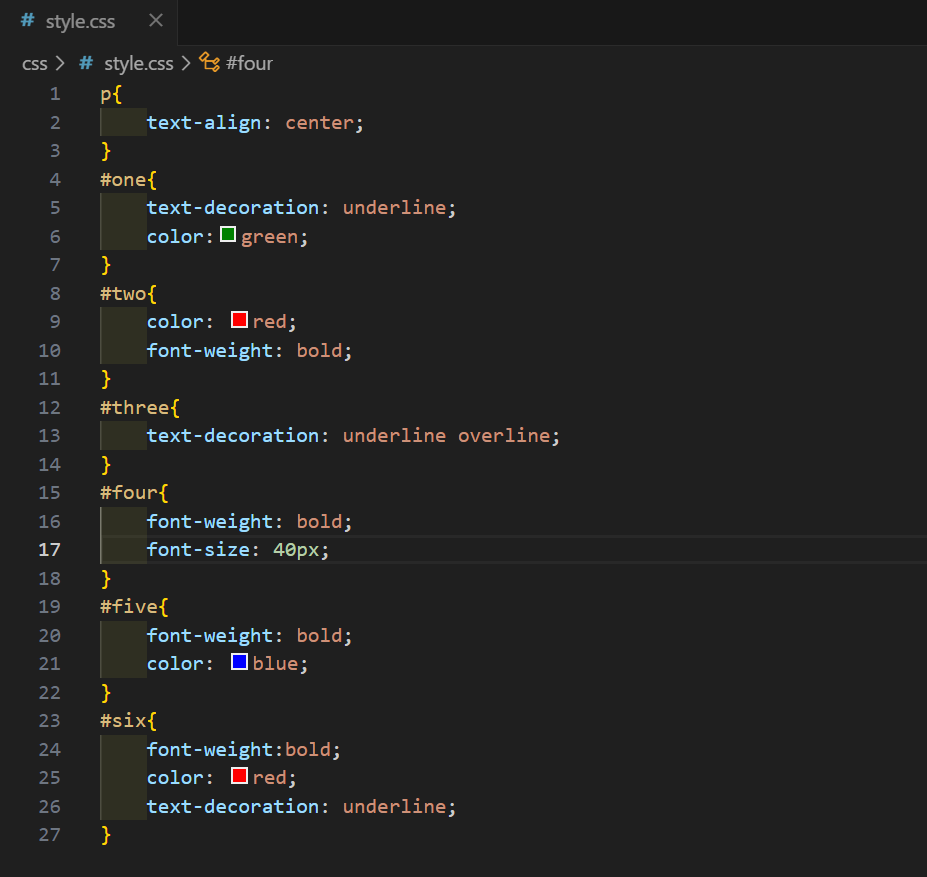 # style.css ×
css > # style.css > #four
1 p{
2     text-align: center;
3 }
4 #one{
5     text-decoration: underline;
6     color: green;
7 }
8 #two{
9     color: red;
10     font-weight: bold;
11 }
12 #three{
13     text-decoration: underline overline;
14 }
15 #four{
16     font-weight: bold;
17     font-size: 40px;
18 }
19 #five{
20     font-weight: bold;
21     color: blue;
22 }
23 #six{
24     font-weight:bold;
25     color: red;
26     text-decoration: underline;
27 }